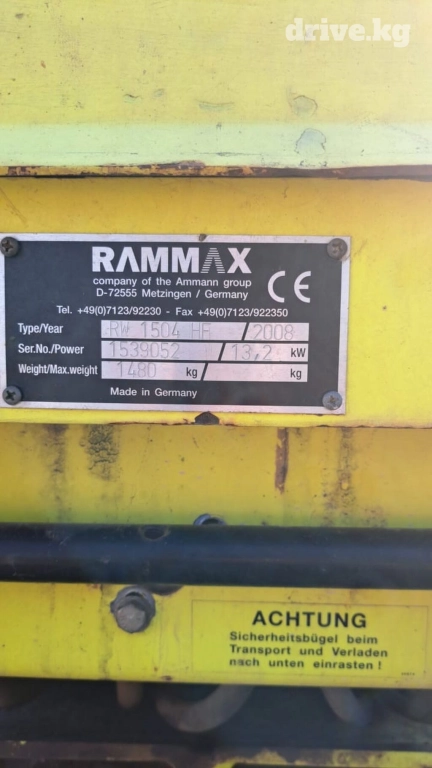 drive.kg
RAMMAX
company of the Ammann group
D-72555 Metzingen / Germany
CE
Tel. +49(0)7123/92230 - Fax +49(0)7123/922350
Type/Year RW 1504 HF / 2008
Ser.No./Power 1539052 / 13,2 kW
Weight/Max.weight 1480 kg / kg
Made in Germany
ACHTUNG
Sicherheitsbügel beim
Transport und Verladen
nach unten einrasten!